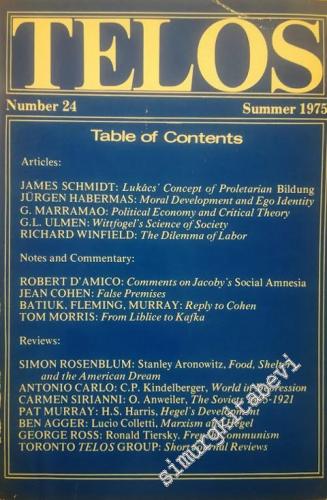 TELOS
Number 24 Summer 1975
Table of Contents
Articles:
JAMES SCHMIDT: Lukács' Concept of Proletarian Bildung
JÜRGEN HABERMAS: Moral Development and Ego Identity
G. MARRAMAO: Political Economy and Critical Theory
G.L. ULMEN: Wittfogel's Science of Society
RICHARD WINFIELD: The Dilemma of Labor
Notes and Commentary:
ROBERT D'AMICO: Comments on Jacoby's Social Amnesia
JEAN COHEN: False Premises
BATIUK, FLEMING, MURRAY: Reply to Cohen
TOM MORRIS: From Liblice to Kafka
Reviews:
SIMON ROSENBLUM: Stanley Aronowitz, Food, Shelter
and the American Dream
ANTONIO CARLO: C.P. Kindelberger, World in Depression
CARMEN SIRIANNI: O. Anweiler, The Soviets 1905-1921
PAT MURRAY: H.S. Harris, Hegel's Development
BEN AGGER: Lucio Colletti, Marxism and Hegel
GEORGE ROSS: Ronald Tiersky, French Communism
TORONTO TELOS GROUP: Short Journal Reviews
simurgkitabevi